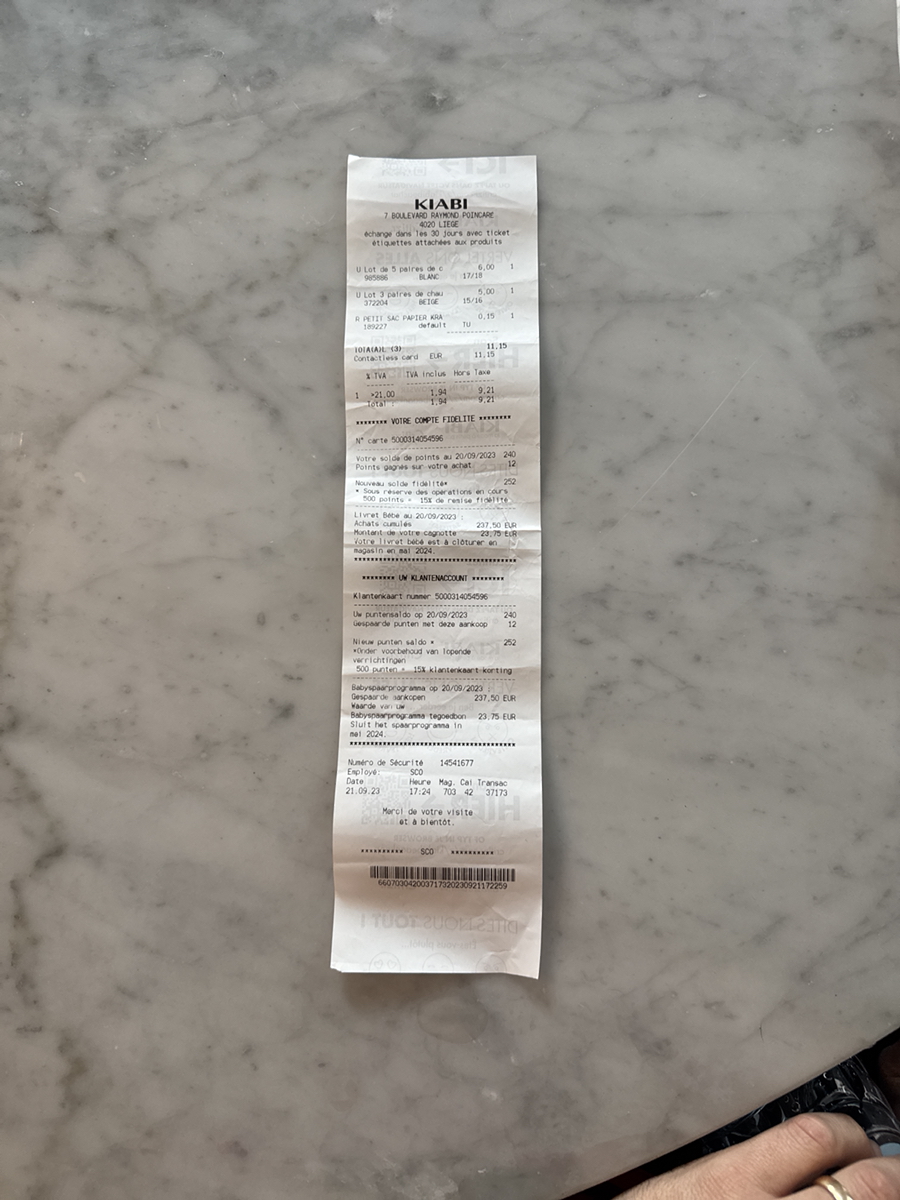 KIABI
7 BOULEVARD RAYMOND POINCARE
4020 LIEGE
échange dans les 30 jours avec ticket
étiquettes attachées aux produits
U Lot de 5 paires de c 6,00 1
985886 BLANC 17/18
U Lot 3 paires de chau 5,00 1
372204 BEIGE 15/16
R PETIT SAC PAPIER KRA 0,15 1
189227 default TU
(3) 11,15
Contactless card EUR 11,15
% TVA TVA Inclus Hors Taxe
1 *21,00 1,94 9,21
Total : 1,94 9,21
******** VOTRE COMPTE FIDELITE ********
N° carte 5000314054596
Votre solde de points au 20/09/2023 240
Points gagnés sur votre achat 12
Nouveau solde fidélité* 252
* Sous réserve des opérations en cours
500 points = 15% de remise fidélité
Livret Bébé au 20/09/2023 :
Achats cumulés 237,50 EUR
Montant de votre cagnotte 23,75 EUR
Votre livret bébé est à clôturer en
magasin en mai 2024.
****************************************
******** UW KLANTENACCOUNT ********
Klantenkaart nummer 5000314054596
Uw puntensaldo op 20/09/2023 240
Gespaarde punten met deze aankoop 12
Nieuw punten saldo * 252
*Onder voorbehoud van lopende
verrichtingen
500 punten = 15% klantenkaart-korting
Babyspaarprogramma op 20/09/2023
Gespaarde aankopen 237,50 EUR
Waarde van uw
Babyspaarprogramma tegoedbon 23,75 EUR
Sluit het spaarprogramma in
mei 2024.
****************************************
Numéro de Sécurité 14541677
Employé: SCO
Date Heure Mag. Cai Transac
21.09.23 17:24 703 42 37173
Merci de votre visite
et à bientôt.
********** SCO **********
660703042003717320230921172259